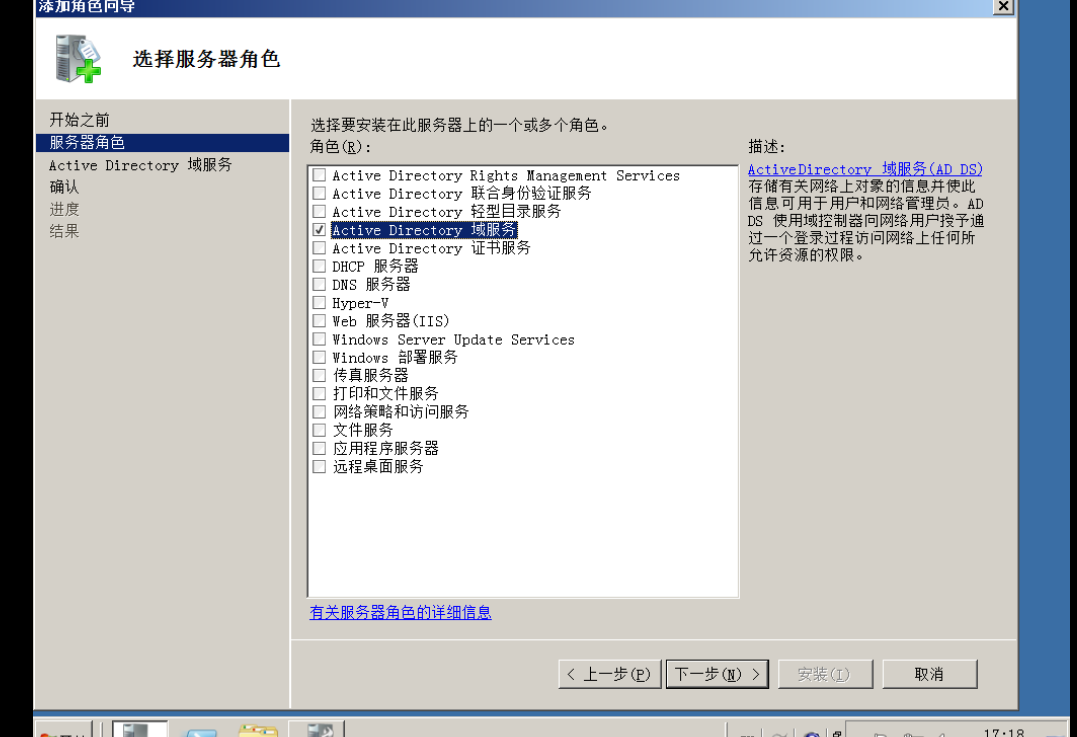 添加角色向导
选择服务器角色
开始之前
服务器角色
Active Directory 域服务
确认
进度
结果
选择要安装在此服务器上的一个或多个角色。
角色(R):
Active Directory Rights Management Services
Active Directory 联合身份验证服务
Active Directory 轻型目录服务
Active Directory 域服务
Active Directory 证书服务
DHCP 服务器
DNS 服务器
Hyper-V
Web 服务器(IIS)
Windows Server Update Services
Windows 部署服务
传真服务器
打印和文件服务
网络策略和访问服务
文件服务
应用程序服务器
远程桌面服务
有关服务器角色的详细信息
描述:
ActiveDirectory 域服务(AD DS)
存储有关网络上对象的信息并使此
信息可用于用户和网络管理员。AD
DS 使用域控制器向网络用户授予通
过一个登录过程访问网络上任何所
允许资源的权限。
< 上一步(P)
下一步(N) >
安装(I)
取消
17:18